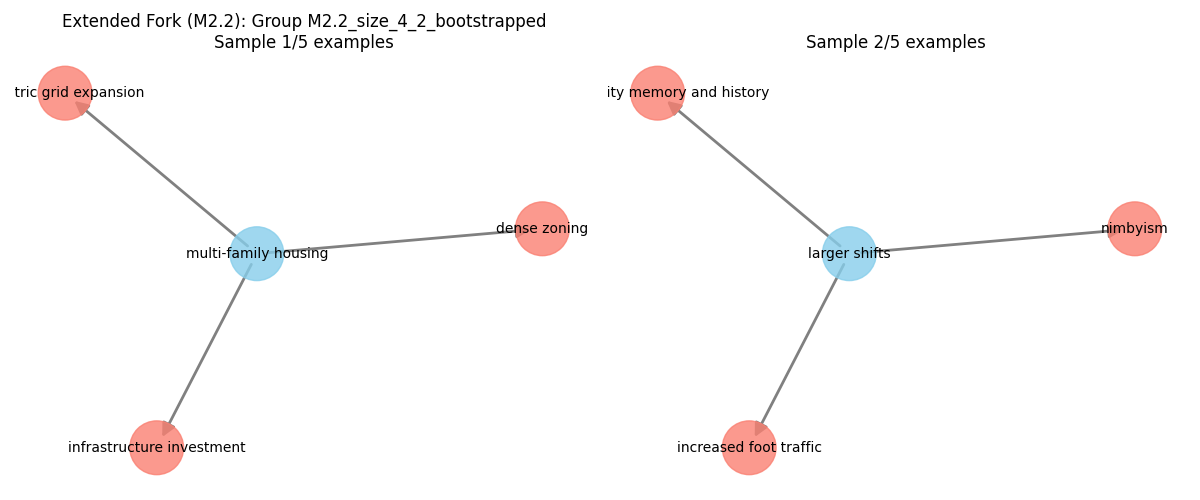 Extended Fork (M2.2): Group M2.2_size_4_2_bootstrapped
Sample 1/5 examples
Sample 2/5 examples
tric grid expansion
ity memory and history
dense zoning
nimbyism
multi-family housing
larger shifts
infrastructure investment
increased foot traffic